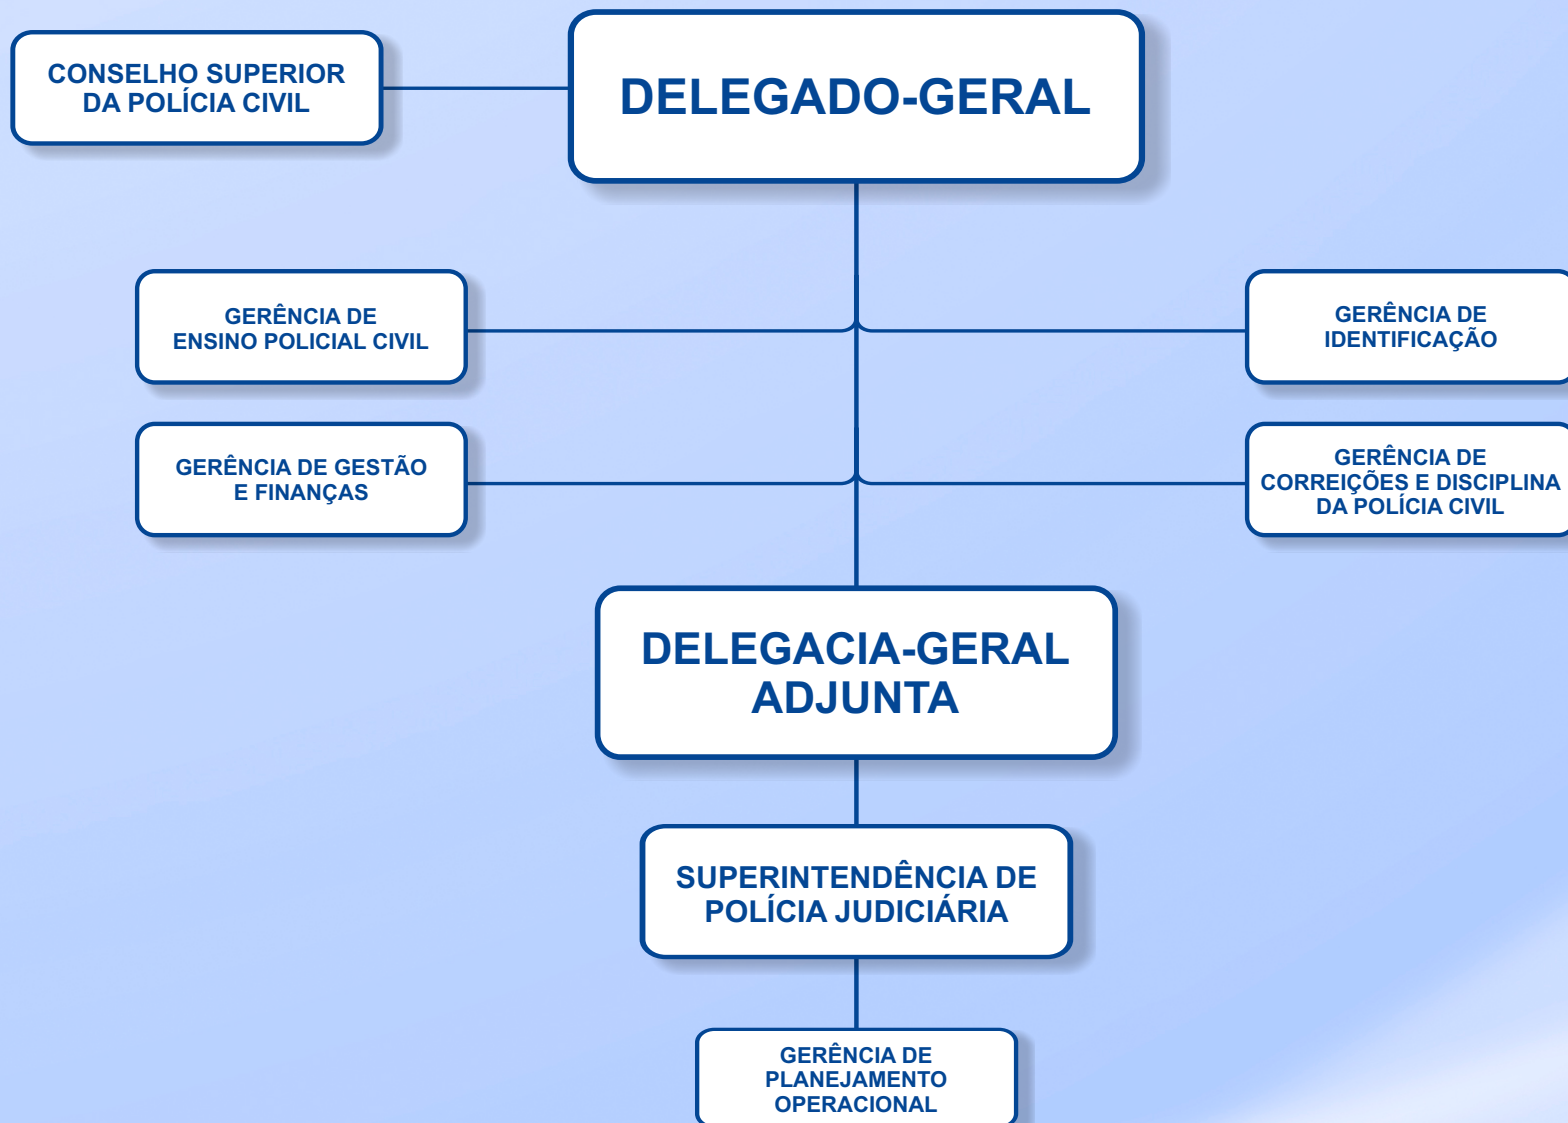 CONSELHO SUPERIOR
DA POLÍCIA CIVIL
DELEGADO-GERAL
GERÊNCIA DE
ENSINO POLICIAL CIVIL
GERÊNCIA DE
IDENTIFICAÇÃO
GERÊNCIA DE GESTÃO
E FINANÇAS
GERÊNCIA DE
CORREIÇÕES E DISCIPLINA
DA POLÍCIA CIVIL
DELEGACIA-GERAL
ADJUNTA
SUPERINTENDÊNCIA DE
POLÍCIA JUDICIÁRIA
GERÊNCIA DE
PLANEJAMENTO
OPERACIONAL